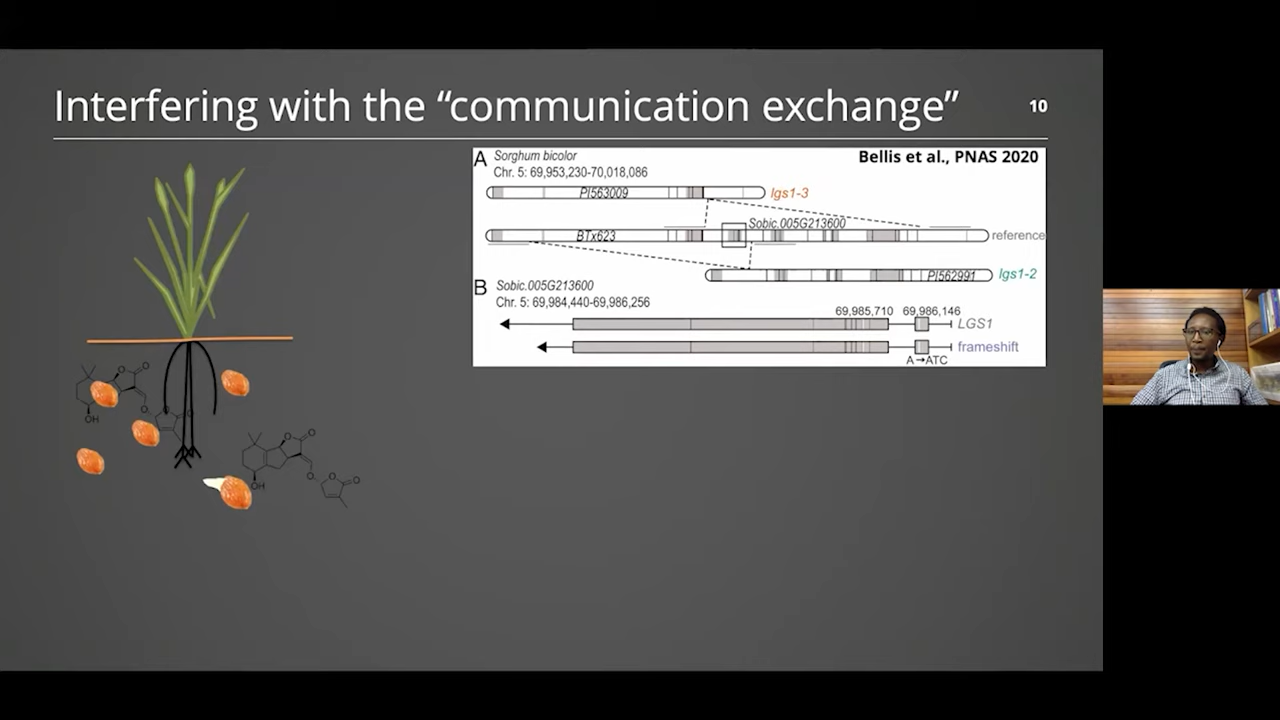 Interfering with the “communication exchange”
10
A
Sorghum bicolor
Chr. 5: 69,953,230-70,018,086
Bellis et al., PNAS 2020
PI563009
lgs1-3
Sobic.005G213600
BTx623
reference
PI562991
lgs1-2
B
Sobic.005G213600
Chr. 5: 69,984,440-69,986,256
69,985,710
69,986,146
LGS1
frameshift
A→ATC
O
O
O
OH
O
O
O
OH
O
O